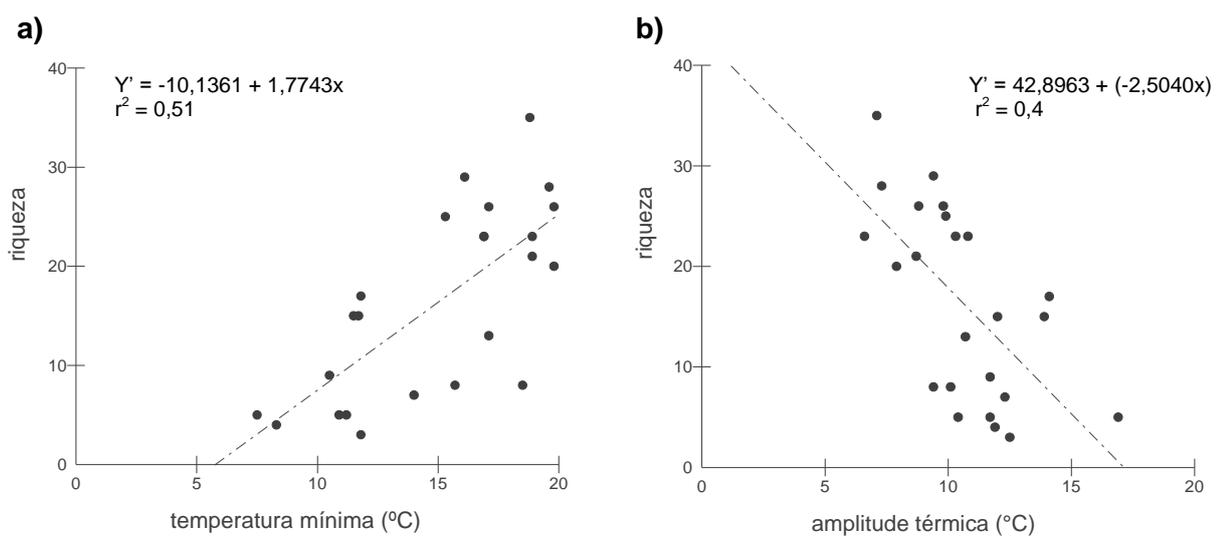 a)
Y’ = -10,1361 + 1,7743x
r² = 0,51
40
30
20
10
0
riqueza
0 5 10 15 20
temperatura mínima (ºC)
b)
Y’ = 42,8963 + (-2,5040x)
r² = 0,4
40
30
20
10
0
riqueza
0 5 10 15 20
amplitude térmica (°C)